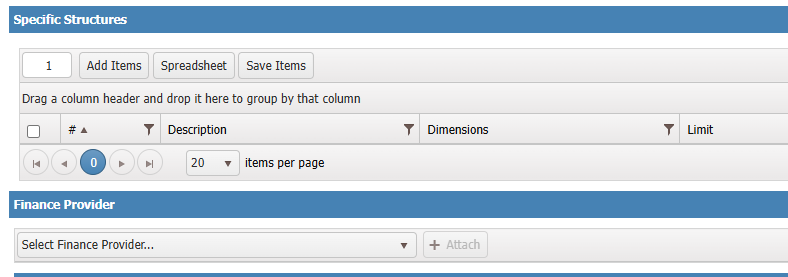 Specific Structures
1 Add Items Spreadsheet Save Items
Drag a column header and drop it here to group by that column
# Description Dimensions Limit
0 20 items per page
Finance Provider
Select Finance Provider... + Attach